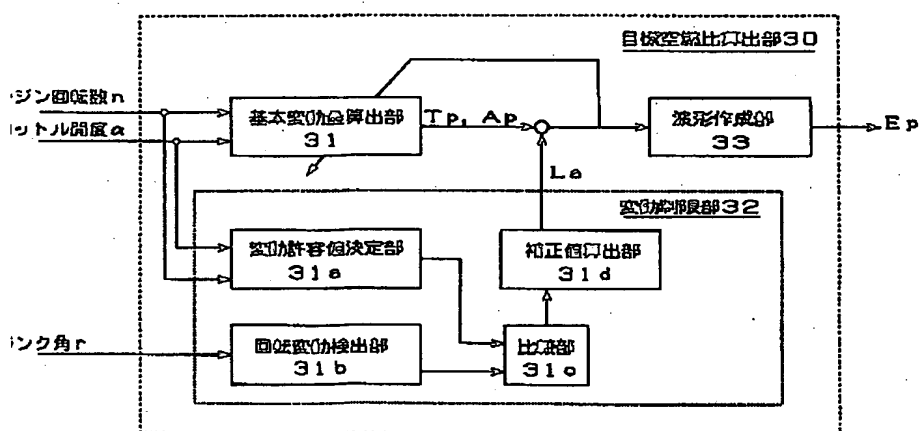 目標空燃比算出部30
ジン回転数n
ットル開度α
基本変動量算出部
31
Tp, Ap
波形作成部
33
Ep
La
変動制限部32
変動許容値決定部
31a
補正値算出部
31d
ンク角r
回転変動検出部
31b
比較部
31c